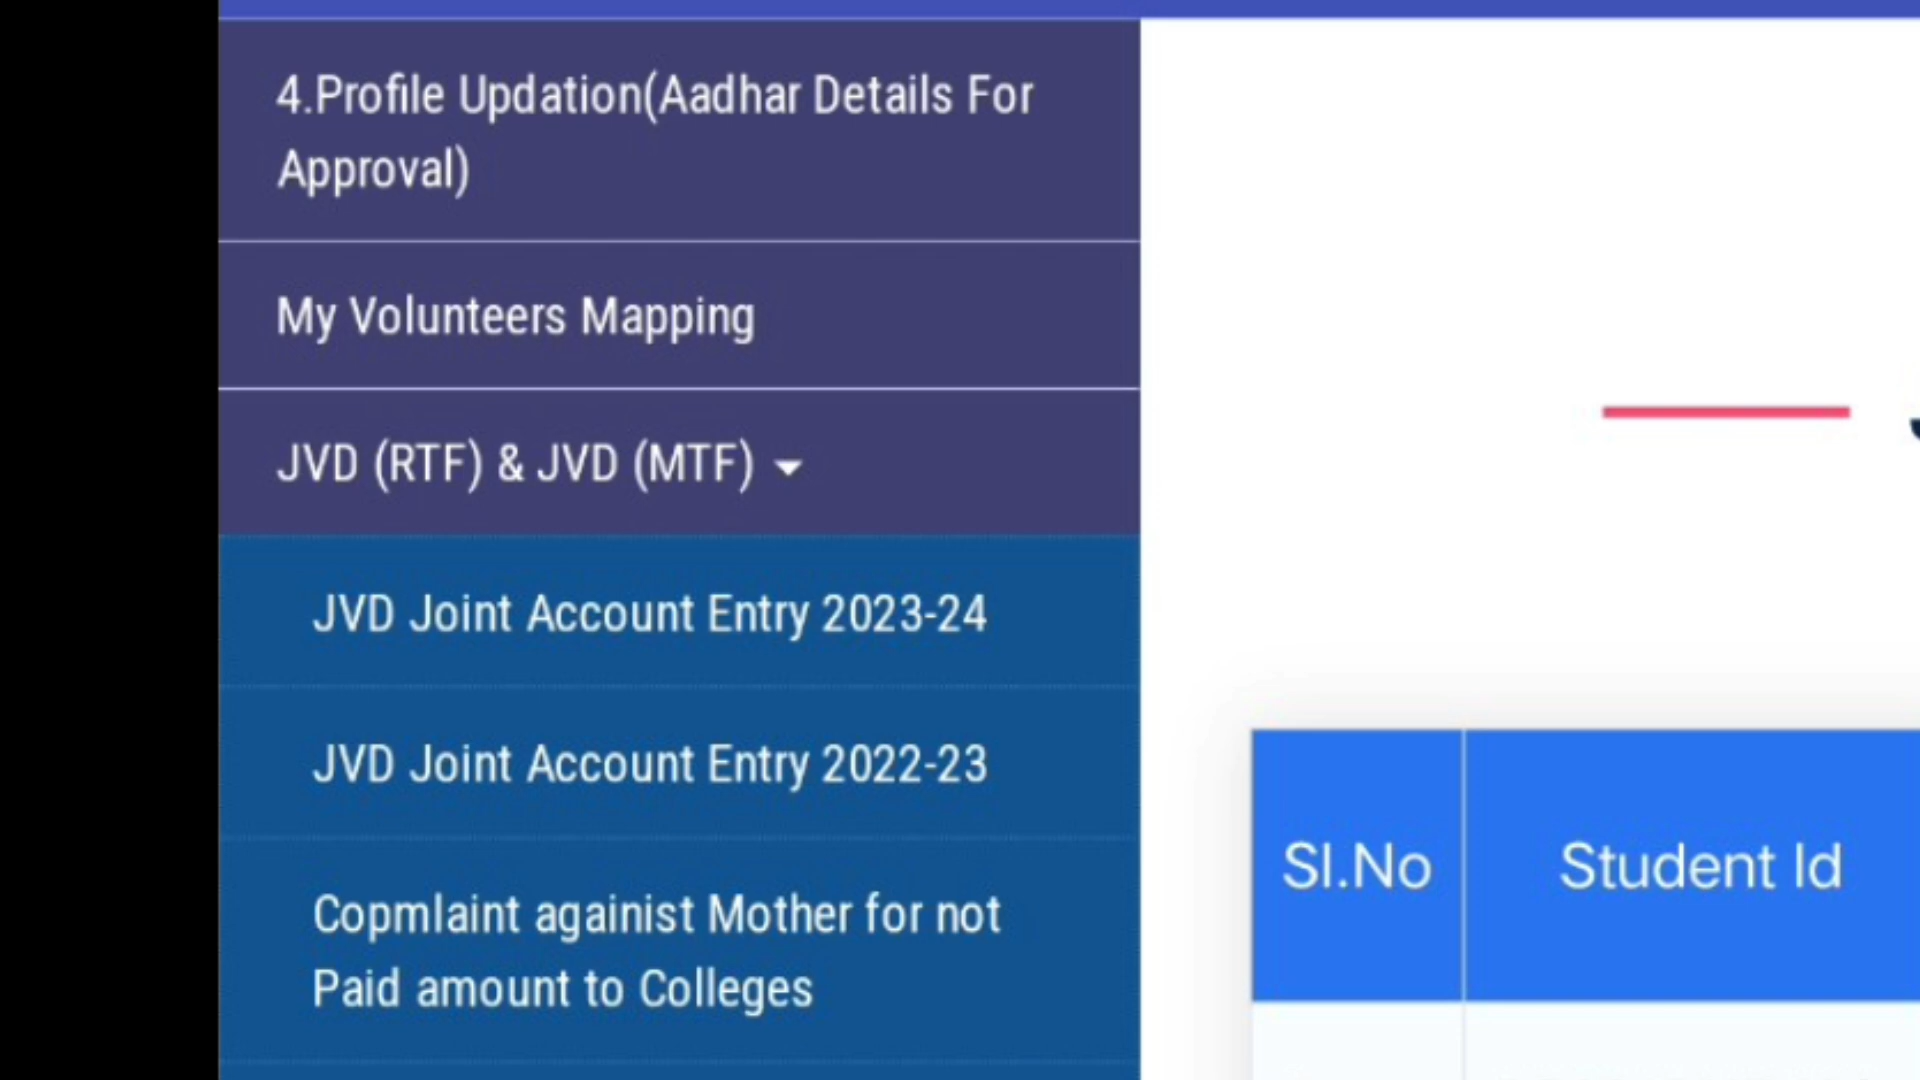 4.Profile Updation(Aadhar Details For
Approval)
My Volunteers Mapping
JVD (RTF) & JVD (MTF)
JVD Joint Account Entry 2023-24
JVD Joint Account Entry 2022-23
Copmlaint againist Mother for not
Paid amount to Colleges
Sl.No
Student Id